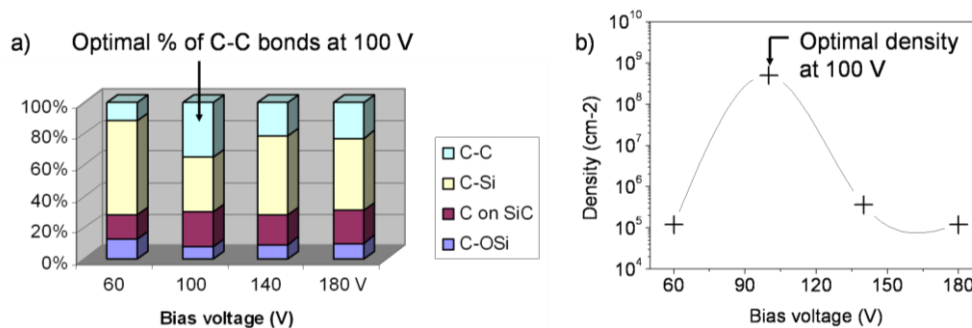 a) Optimal % of C-C bonds at 100 V
100%
80%
60%
40%
20%
0%
60 100 140 180 V
Bias voltage (V)
C-C
C-Si
C on SiC
C-OSi
b)
Optimal density
at 100 V
Density (cm-2)
10^10
10^9
10^8
10^7
10^6
10^5
10^4
60 90 120 150 180
Bias voltage (V)